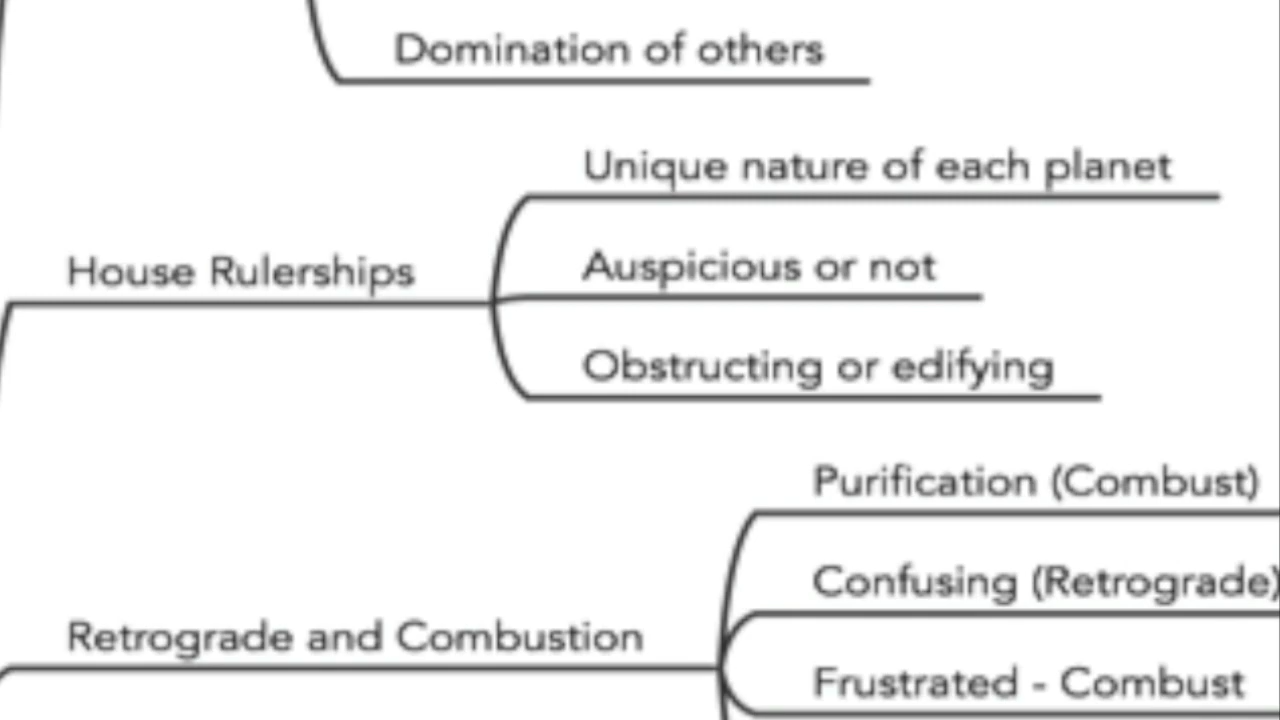 Domination of others
Unique nature of each planet
House Rulerships
Auspicious or not
Obstructing or edifying
Purification (Combust)
Confusing (Retrograde)
Retrograde and Combustion
Frustrated - Combust